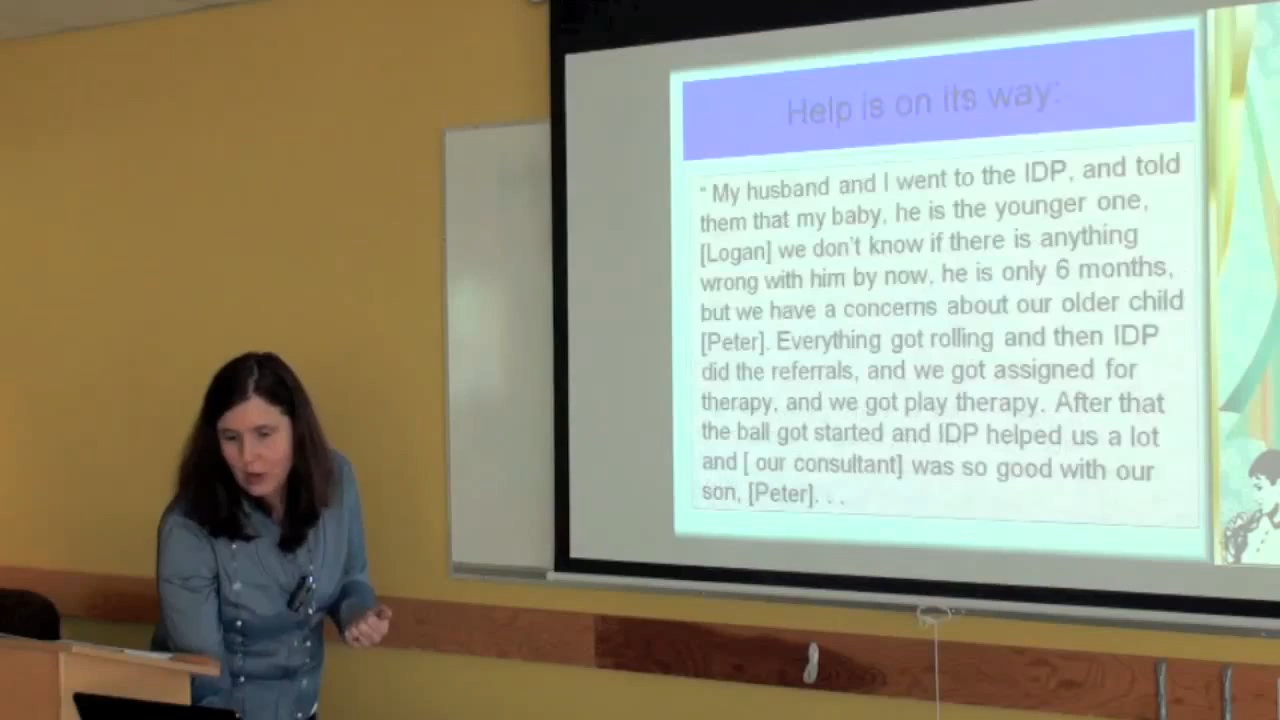 Help is on its way:
“ My husband and I went to the IDP, and told
them that my baby, he is the younger one,
[Logan] we don't know if there is anything
wrong with him by now, he is only 6 months,
but we have a concerns about our older child
[Peter]. Everything got rolling and then IDP
did the referrals, and we got assigned for
therapy, and we got play therapy. After that
the ball got started and IDP helped us a lot
and [ our consultant] was so good with our
son, [Peter]. . .